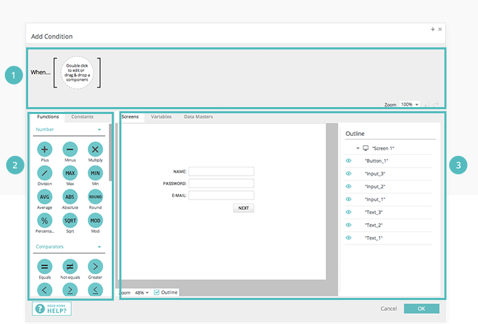 Add Condition
1
When...
Double click
to edit or
drag & drop a
component
Zoom 100%
Functions Constants
Number
Plus Minus Multiply
MAX MIN
Division Max Min
AVG ABS ROUND
Average Absolute Round
% SQRT MOD
Percenta... Sqrt Mod
Comparators
Equals Not equals Greater
2
Screens Variables Data Masters
NAME
PASSWORD
E-MAIL
NEXT
Zoom 48% Outline
3
Outline
"Screen 1"
"Button_1"
"Input_3"
"Input_2"
"Input_1"
"Text_3"
"Text_2"
"Text_1"
HELP?
Cancel OK